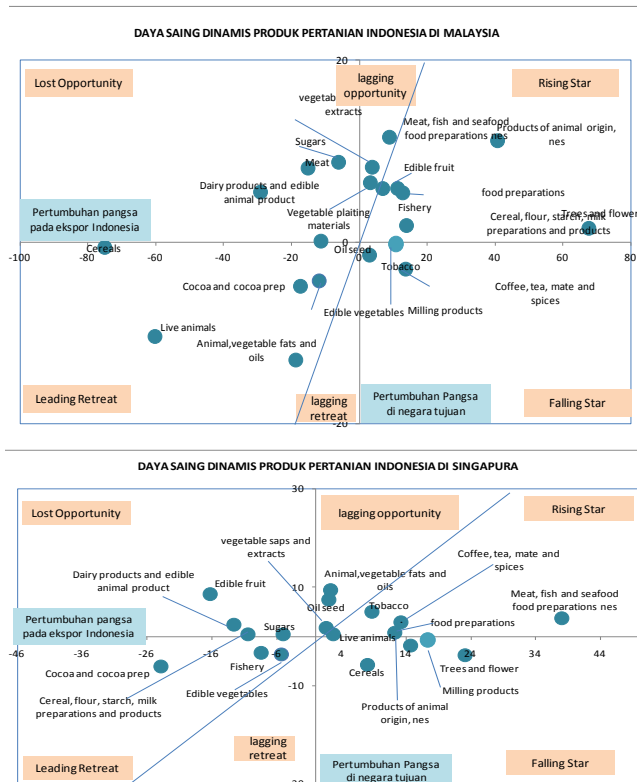 DAYA SAING DINAMIS PRODUK PERTANIAN INDONESIA DI MALAYSIA
20
Lost Opportunity
lagging
opportunity
Rising Star
vegetab
extracts
Meat, fish and seafood
food preparations nes
Products of animal origin,
nes
Sugars
Meat
Edible fruit
Dairy products and edible
animal product
food preparations
Fishery
Pertumbuhan pangsa
pada ekspor Indonesia
Vegetable plaiting
materials
Cereal, flour, starch, milk
preparations and products
Trees and flower
Cereals
Oil seed
0
-100
-80
-60
-40
-20
0
20
40
60
80
Tobacco
Cocoa and cocoa prep
Coffee, tea, mate and
spices
Edible vegetables
Milling products
Live animals
Animal,vegetable fats and
oils
Leading Retreat
lagging
retreat
Pertumbuhan Pangsa
di negara tujuan
Falling Star
-20
DAYA SAING DINAMIS PRODUK PERTANIAN INDONESIA DI SINGAPURA
30
Lost Opportunity
lagging opportunity
Rising Star
vegetable saps and
extracts
Coffee, tea, mate and
spices
Dairy products and edible
animal product
Edible fruit
Animal,vegetable fats and
oils
10
Meat, fish and seafood
food preparations nes
Oil seed
Tobacco
Pertumbuhan pangsa
pada ekspor Indonesia
Sugars
Live animals
food preparations
-46
-36
-26
-16
-6
4
14
24
34
44
Cocoa and cocoa prep
Fishery
Cereals
Trees and flower
Cereal, flour, starch, milk
preparations and products
Edible vegetables
Milling products
-10
Products of animal
origin, nes
lagging
retreat
Leading Retreat
Pertumbuhan Pangsa
di negara tujuan
Falling Star